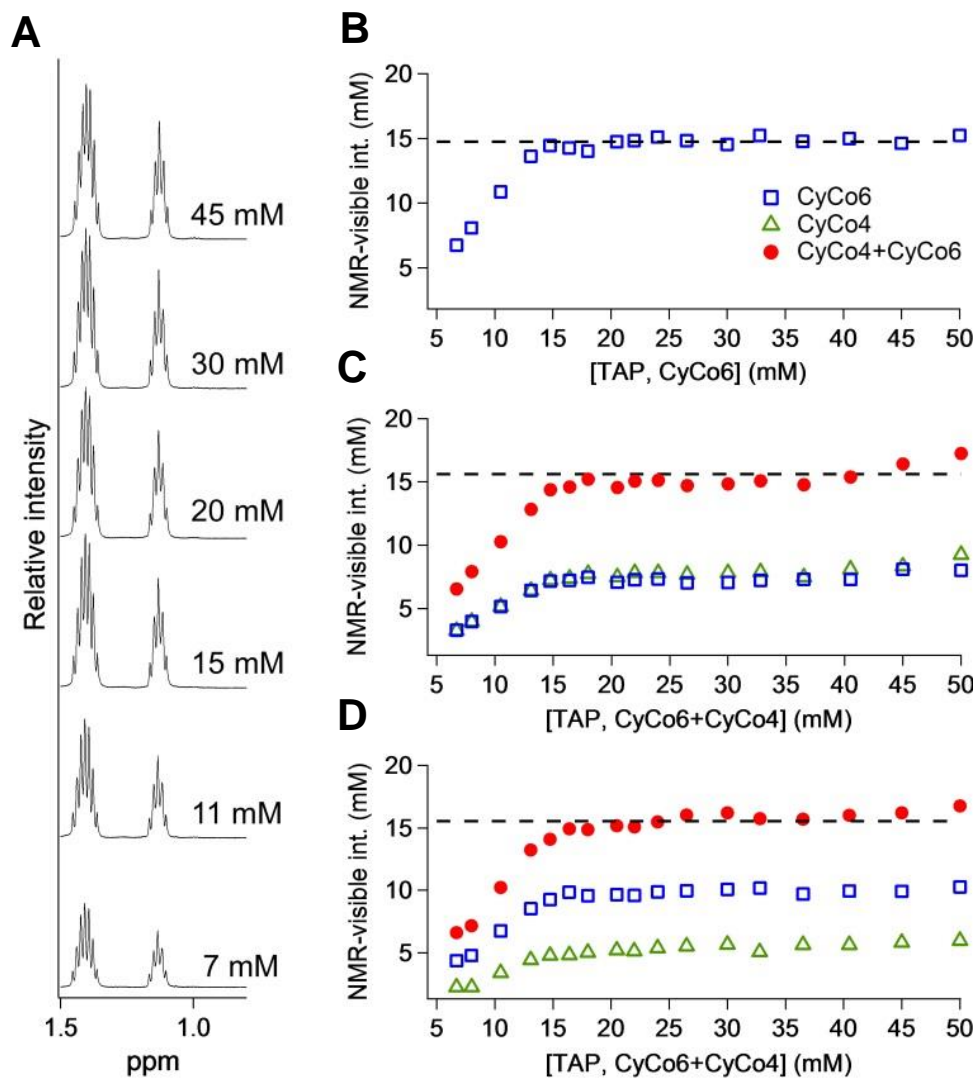 A
45 mM
30 mM
20 mM
15 mM
11 mM
7 mM
Relative intensity
1.5
1.0
ppm
B
20
15
10
5
NMR-visible int. (mM)
CyCo6
CyCo4
CyCo4+CyCo6
5 10 15 20 25 30 35 40 45 50
[TAP, CyCo6] (mM)
C
20
15
10
5
NMR-visible int. (mM)
5 10 15 20 25 30 35 40 45 50
[TAP, CyCo6+CyCo4] (mM)
D
20
15
10
5
NMR-visible int. (mM)
5 10 15 20 25 30 35 40 45 50
[TAP, CyCo6+CyCo4] (mM)